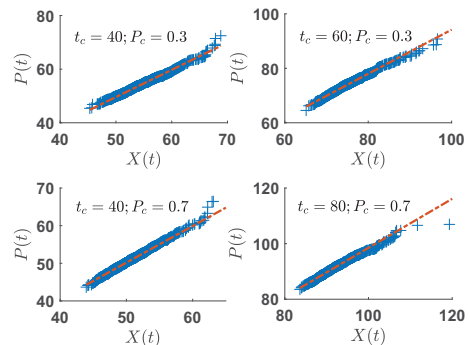 80
60
40
P(t)
t_c = 40; P_c = 0.3
40 50 60 70
X(t)
100
80
60
P(t)
t_c = 60; P_c = 0.3
60 80 100
X(t)
70
60
50
40
P(t)
t_c = 40; P_c = 0.7
40 50 60
X(t)
120
100
80
P(t)
t_c = 80; P_c = 0.7
80 100 120
X(t)